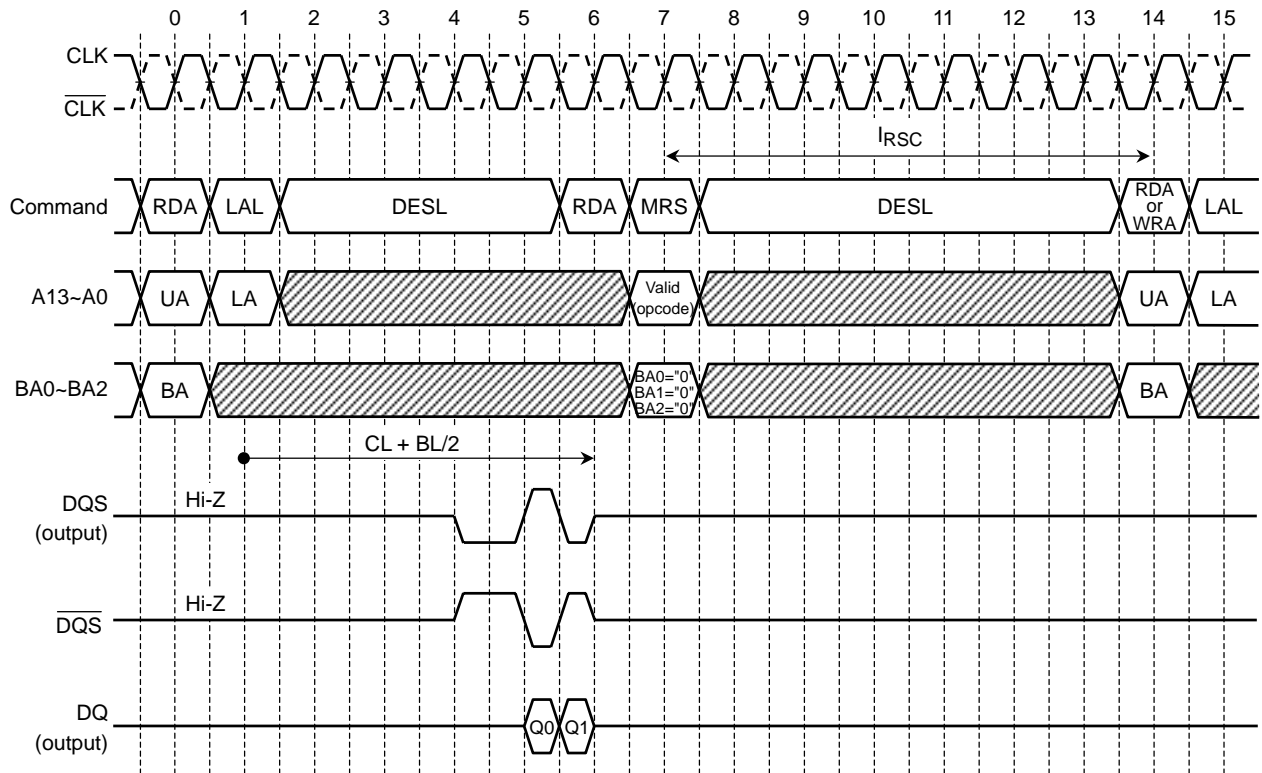 0 1 2 3 4 5 6 7 8 9 10 11 12 13 14 15
CLK
CLK
IRSC
Command RDA LAL DESL RDA MRS DESL RDA or WRA LAL
A13~A0 UA LA Valid (opcode) UA LA
BA0~BA2 BA BA0="0" BA1="0" BA2="0" BA
CL + BL/2
DQS (output) Hi-Z
DQS Hi-Z
DQ (output) Q0 Q1